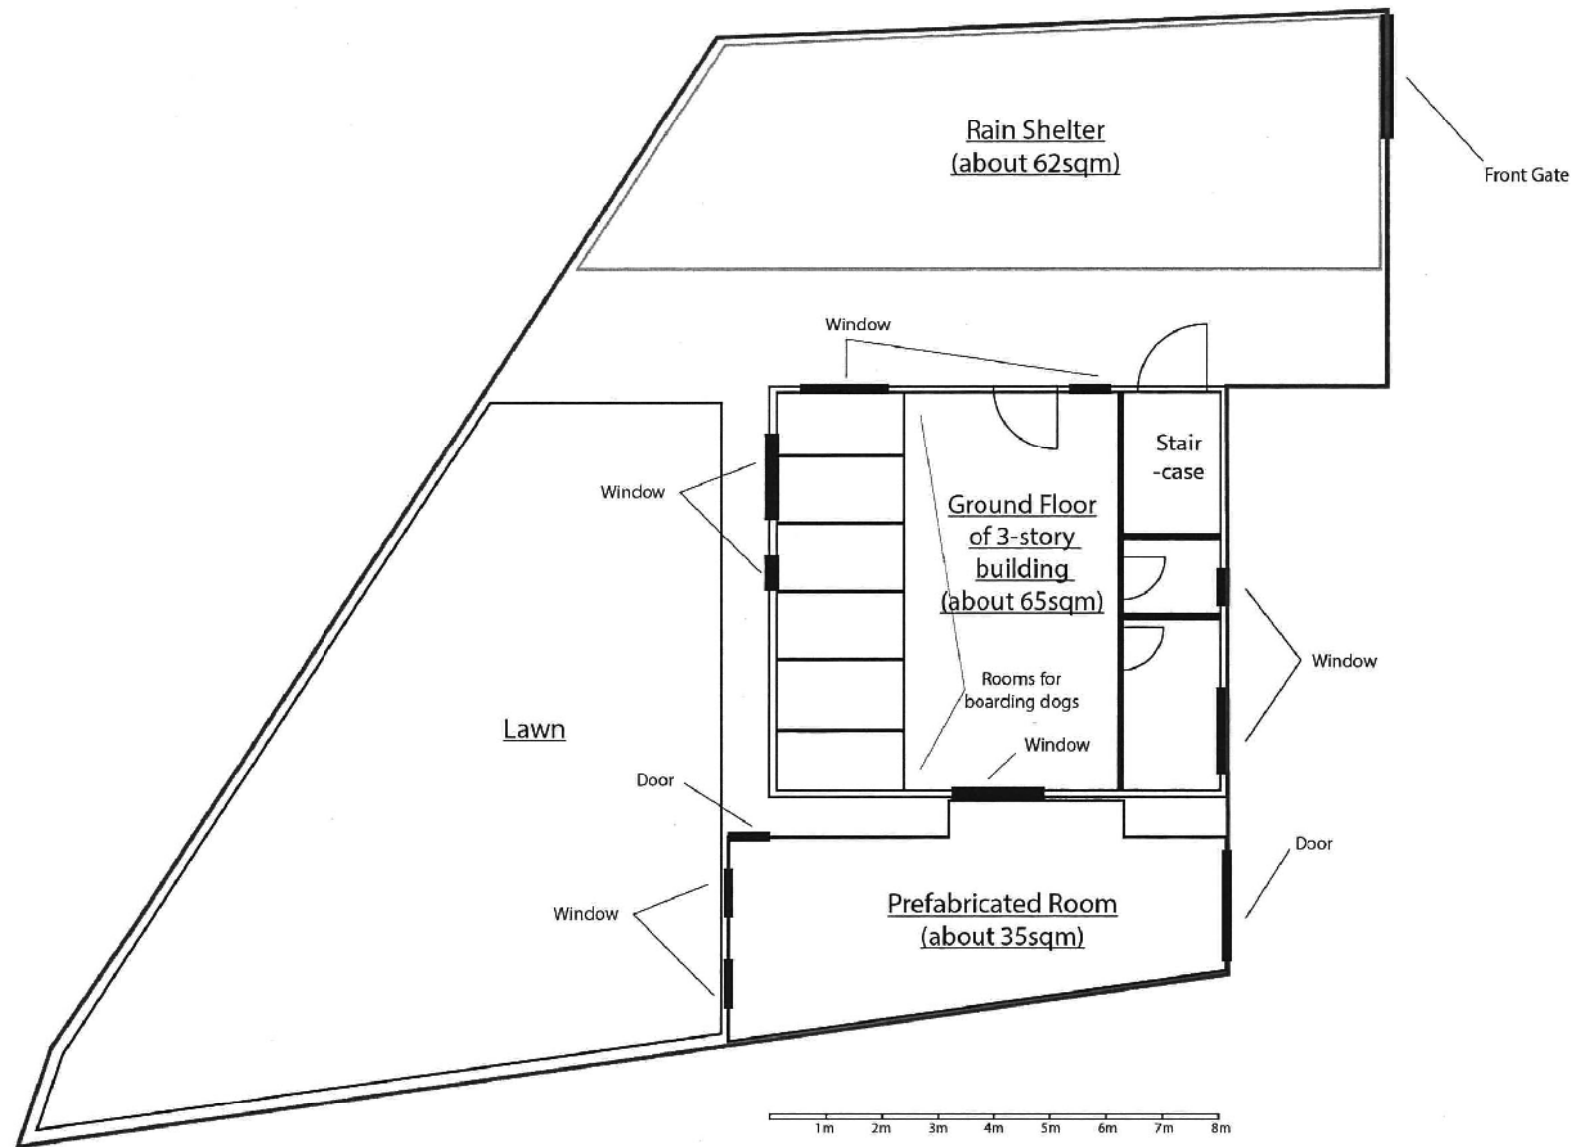 Rain Shelter
(about 62sqm)
Front Gate
Window
Stair
-case
Window
Ground Floor
of 3-story
building
(about 65sqm)
Window
Rooms for
boarding dogs
Lawn
Window
Door
Door
Prefabricated Room
(about 35sqm)
Window
1m 2m 3m 4m 5m 6m 7m 8m